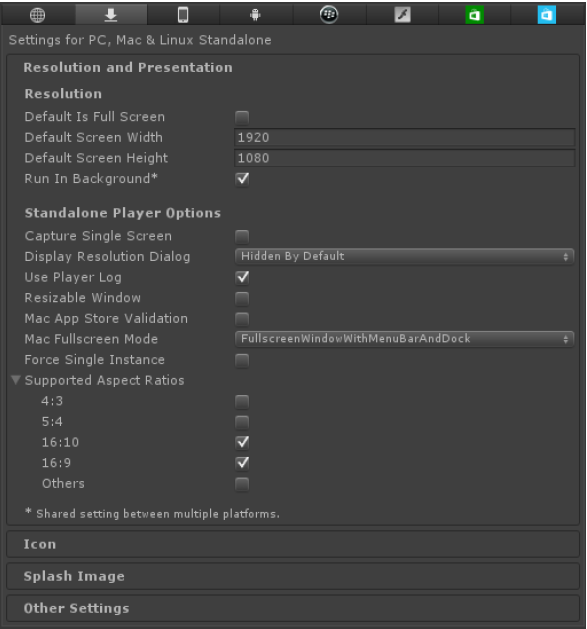 Settings for PC, Mac & Linux Standalone
Resolution and Presentation
Resolution
Default Is Full Screen
Default Screen Width 1920
Default Screen Height 1080
Run In Background*
Standalone Player Options
Capture Single Screen
Display Resolution Dialog Hidden By Default
Use Player Log
Resizable Window
Mac App Store Validation
Mac Fullscreen Mode FullscreenWindowWithMenuBarAndDock
Force Single Instance
Supported Aspect Ratios
4:3
5:4
16:10
16:9
Others
* Shared setting between multiple platforms.
Icon
Splash Image
Other Settings